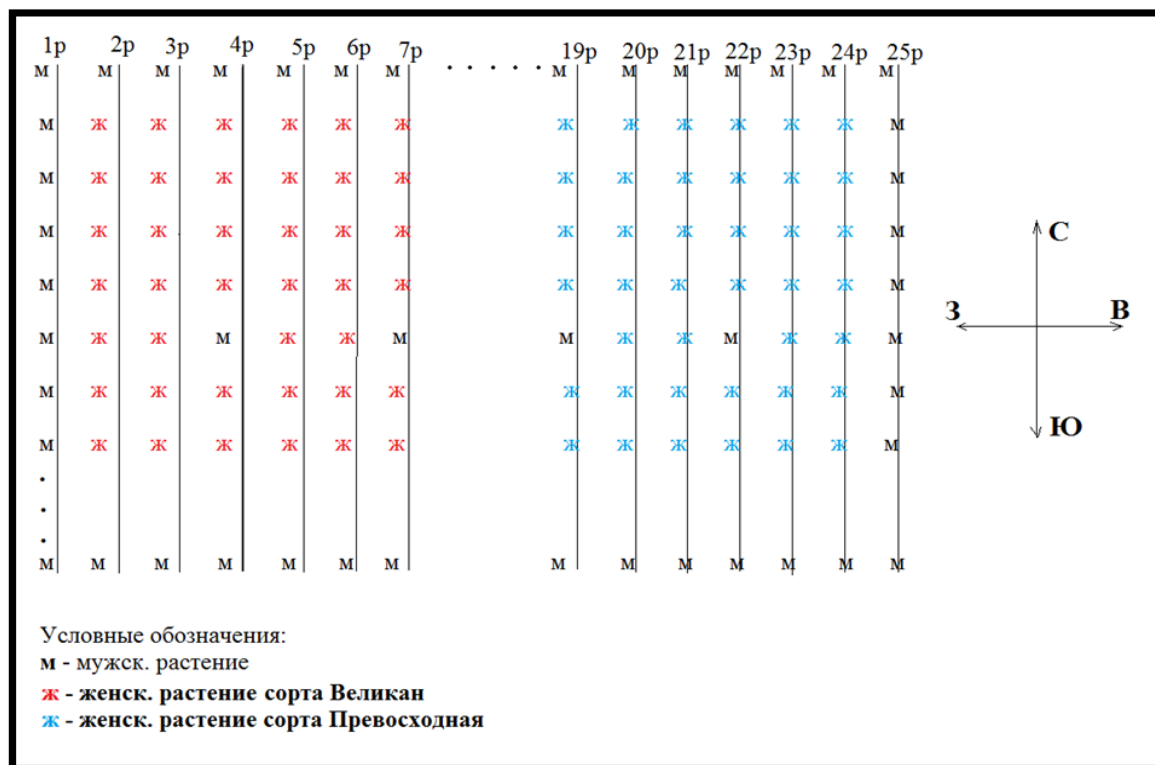 1р 2р 3р 4р 5р 6р 7р 19р 20р 21р 22р 23р 24р 25р
м м м м м м м . . . . . . м м м м м м м
м ж ж ж ж ж ж ж ж ж ж ж ж м
м ж ж ж ж ж ж ж ж ж ж ж ж м
м ж ж ж ж ж ж ж ж ж ж ж ж м
С
м ж ж ж ж ж ж ж ж ж ж ж ж м
З В
м ж ж м ж ж м м ж ж м ж ж м
м ж ж ж ж ж ж ж ж ж ж ж ж м
Ю
м ж ж ж ж ж ж ж ж ж ж ж ж м
.
.
.
м м м м м м м м м м м м м м
Условные обозначения:
м - мужск. растение
ж - женск. растение сорта Великан
ж - женск. растение сорта Превосходная